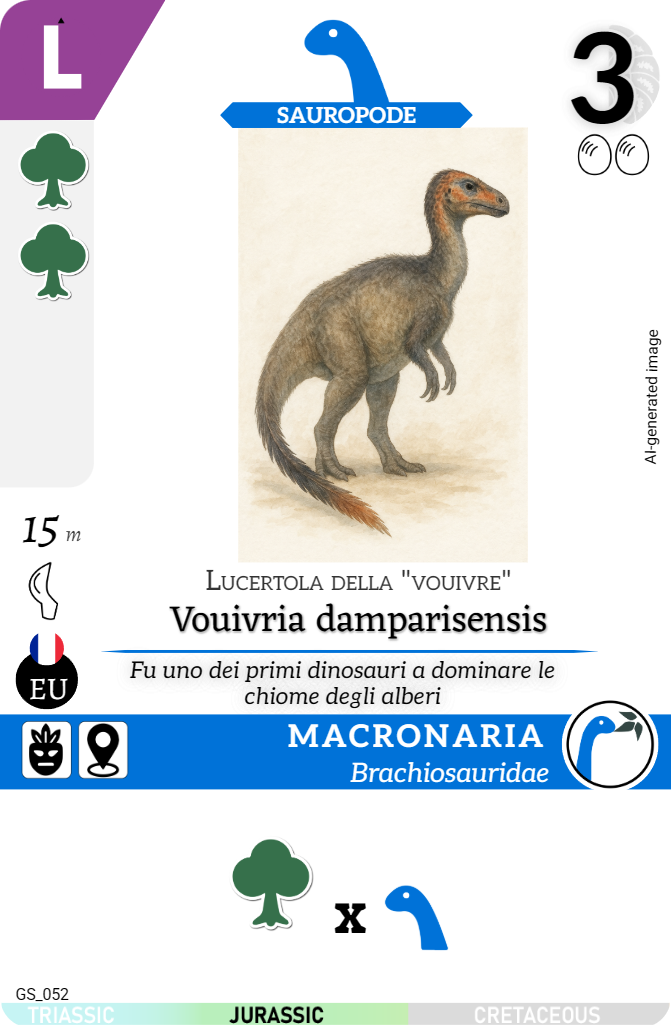 L
SAUROPODE
3
AI-generated image
15 m
LUCERTOLA DELLA "VOUIVRE"
Vouivria damparisensis
EU
Fu uno dei primi dinosauri a dominare le
chiome degli alberi
MACRONARIA
Brachiosauridae
x
GS_052
TRIASSIC JURASSIC CRETACEOUS